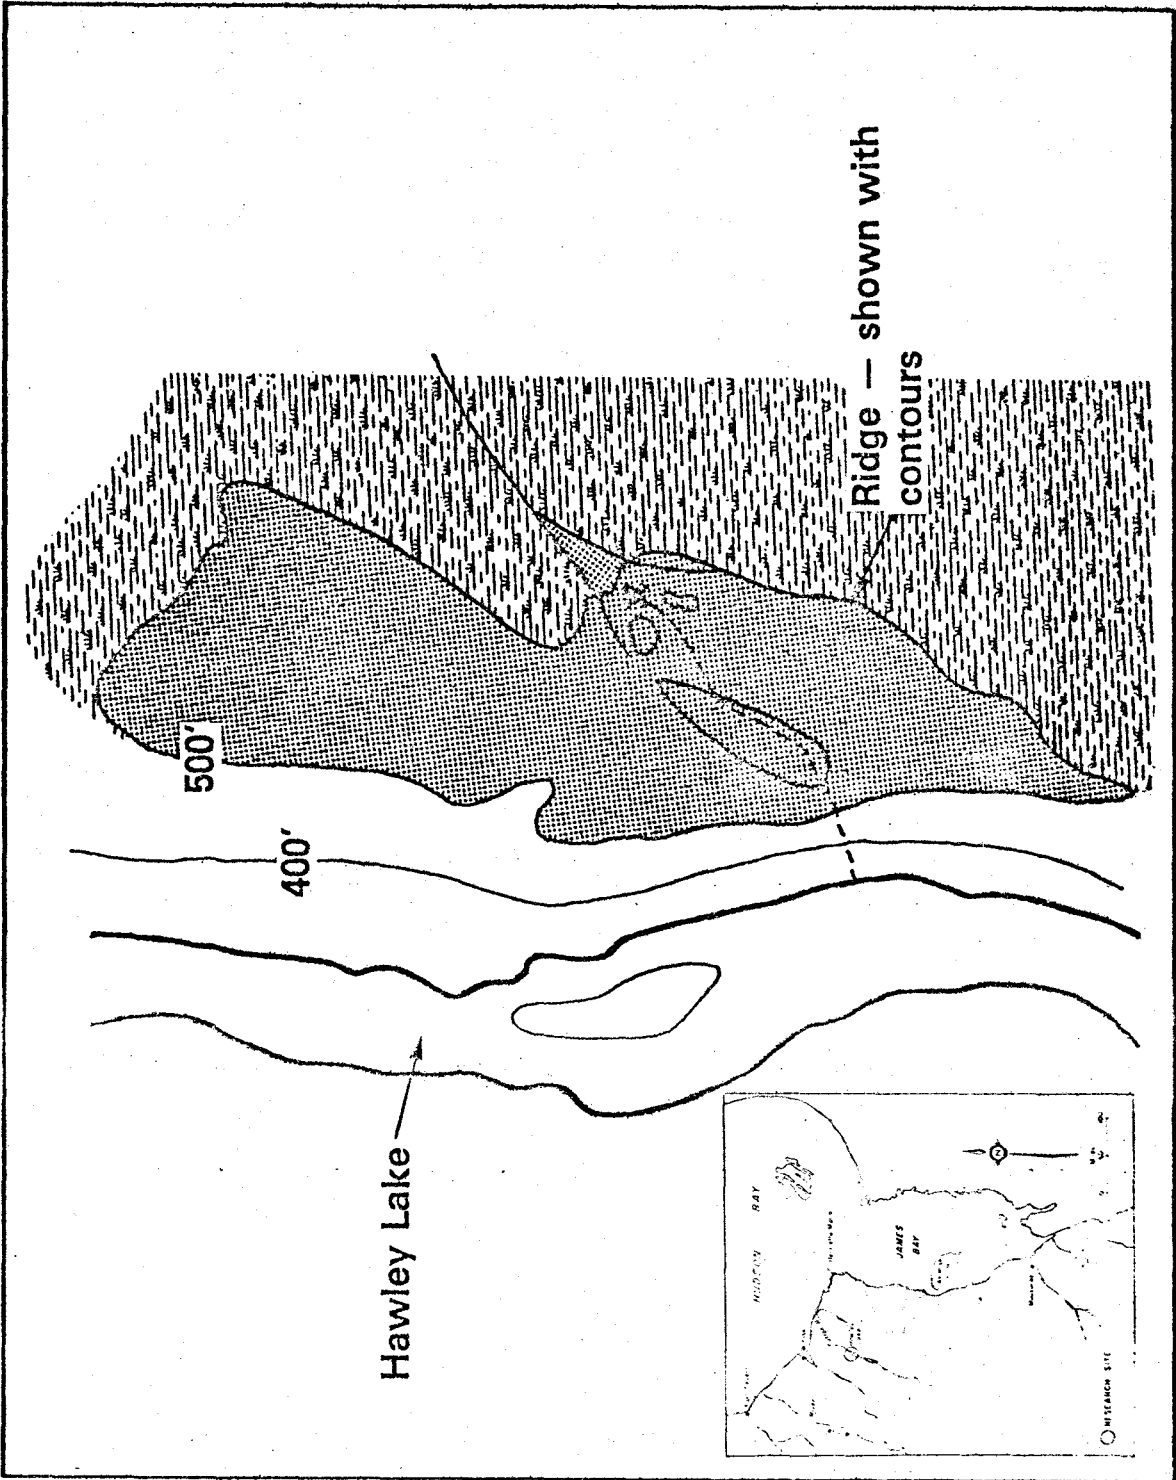 Ridge — shown with
contours
500'
400'
Hawley Lake
HUDSON BAY
JAMES
BAY
N
RESEARCH SITE